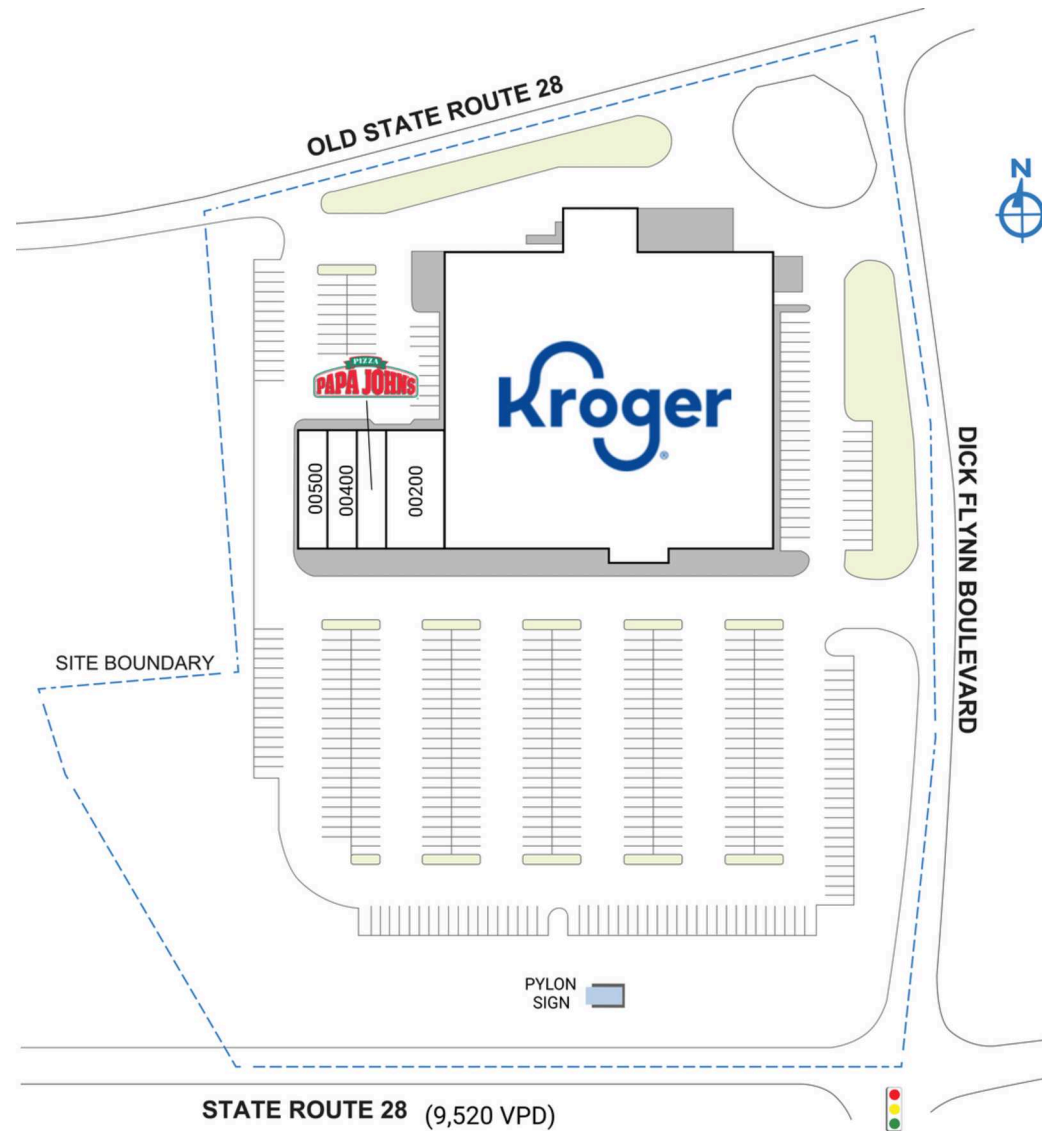 OLD STATE ROUTE 28
N
PIZZA
PAPA JOHNS
Kroger
®
00500
00400
00200
DICK FLYNN BOULEVARD
SITE BOUNDARY
PYLON
SIGN
STATE ROUTE 28 (9,520 VPD)